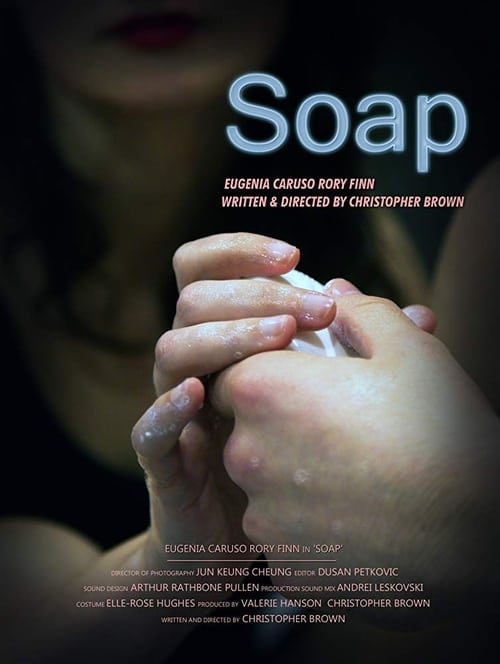 Soap
EUGENIA CARUSO RORY FINN
WRITTEN & DIRECTED BY CHRISTOPHER BROWN
EUGENIA CARUSO RORY FINN IN 'SOAP'
DIRECTOR OF PHOTOGRAPHY JUN KEUNG CHEUNG EDITOR DUSAN PETKOVIC
SOUND DESIGN ARTHUR RATHBONE PULLEN PRODUCTION SOUND MIX ANDREI LESKOVSKI
COSTUME ELLE-ROSE HUGHES PRODUCED BY VALERIE HANSON CHRISTOPHER BROWN
WRITTEN AND DIRECTED BY CHRISTOPHER BROWN